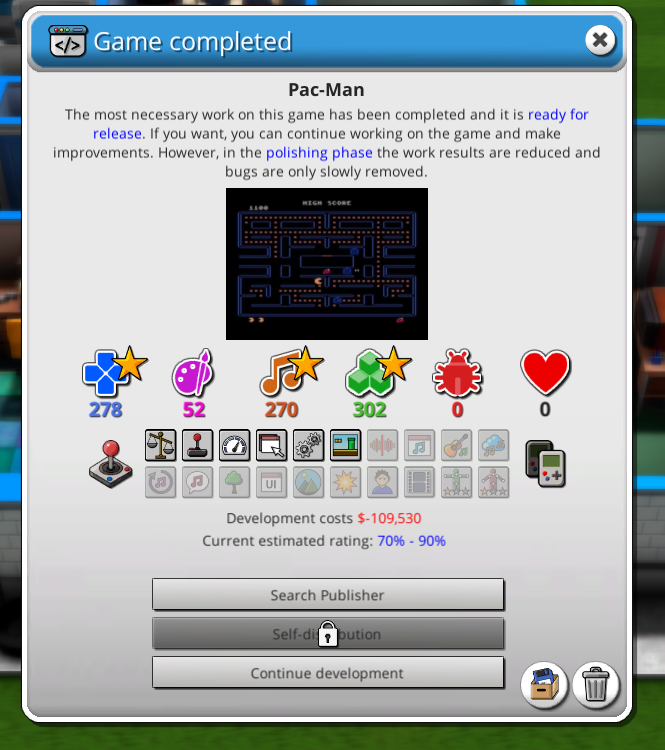 Game completed
Pac-Man
The most necessary work on this game has been completed and it is ready for
release. If you want, you can continue working on the game and make
improvements. However, in the polishing phase the work results are reduced and
bugs are only slowly removed.
1100 HIGH SCORE
278 52 270 302 0 0
UI
Development costs $-109,530
Current estimated rating: 70% - 90%
Search Publisher
Continue development